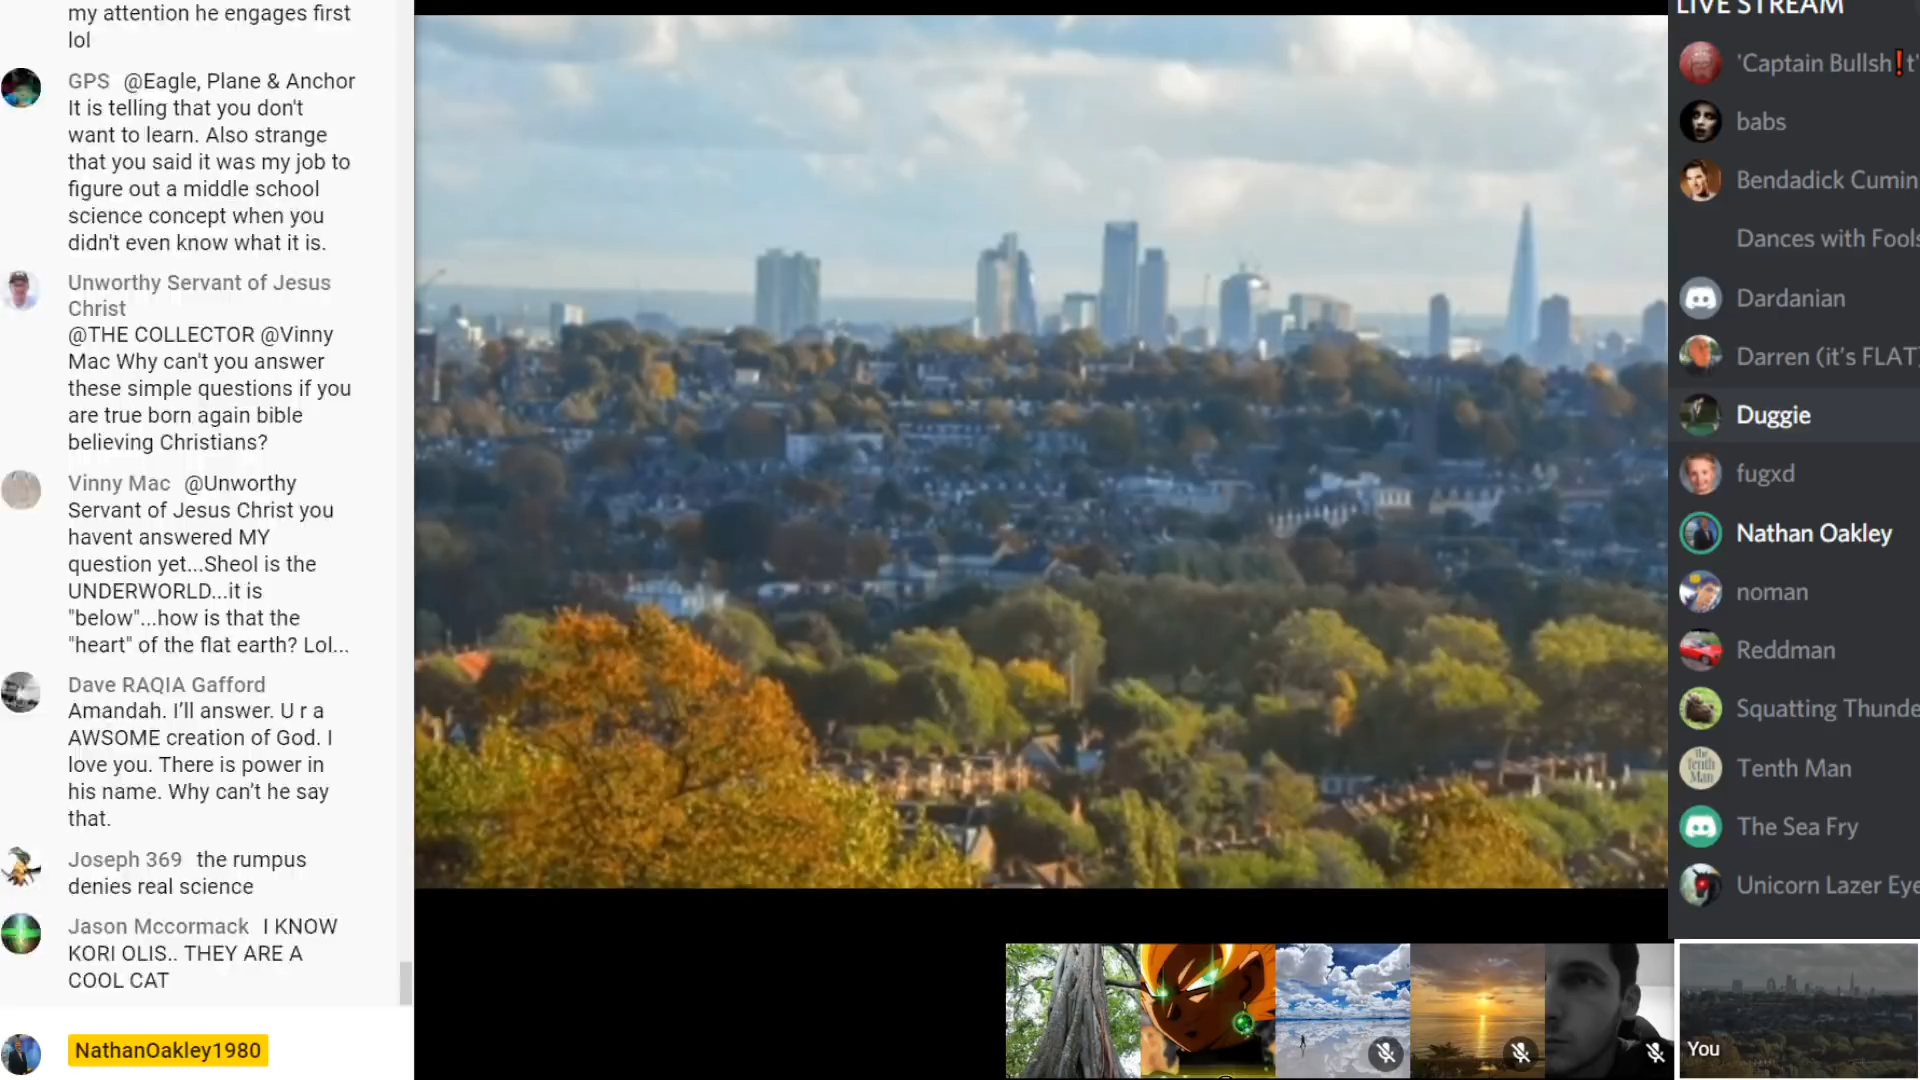 my attention he engages first
lol
GPS @Eagle, Plane & Anchor
It is telling that you don't
want to learn. Also strange
that you said it was my job to
figure out a middle school
science concept when you
didn't even know what it is.
Unworthy Servant of Jesus
Christ
@THE COLLECTOR @Vinny
Mac Why can't you answer
these simple questions if you
are true born again bible
believing Christians?
Vinny Mac @Unworthy
Servant of Jesus Christ you
havent answered MY
question yet...Sheol is the
UNDERWORLD...it is
"below"...how is that the
"heart" of the flat earth? Lol...
Dave RAQIA Gafford
Amandah. I’ll answer. U r a
AWSOME creation of God. I
love you. There is power in
his name. Why can’t he say
that.
Joseph 369 the rumpus
denies real science
Jason Mccormack I KNOW
KORI OLIS.. THEY ARE A
COOL CAT
NathanOakley1980
LIVE STREAM
'Captain Bullsh❗t'
babs
Bendadick Cumin
Dances with Fools
Dardanian
Darren (it's FLAT)
Duggie
fugxd
Nathan Oakley
noman
Reddman
Squatting Thunde
The Tenth Man
Tenth Man
The Sea Fry
Unicorn Lazer Eye
You